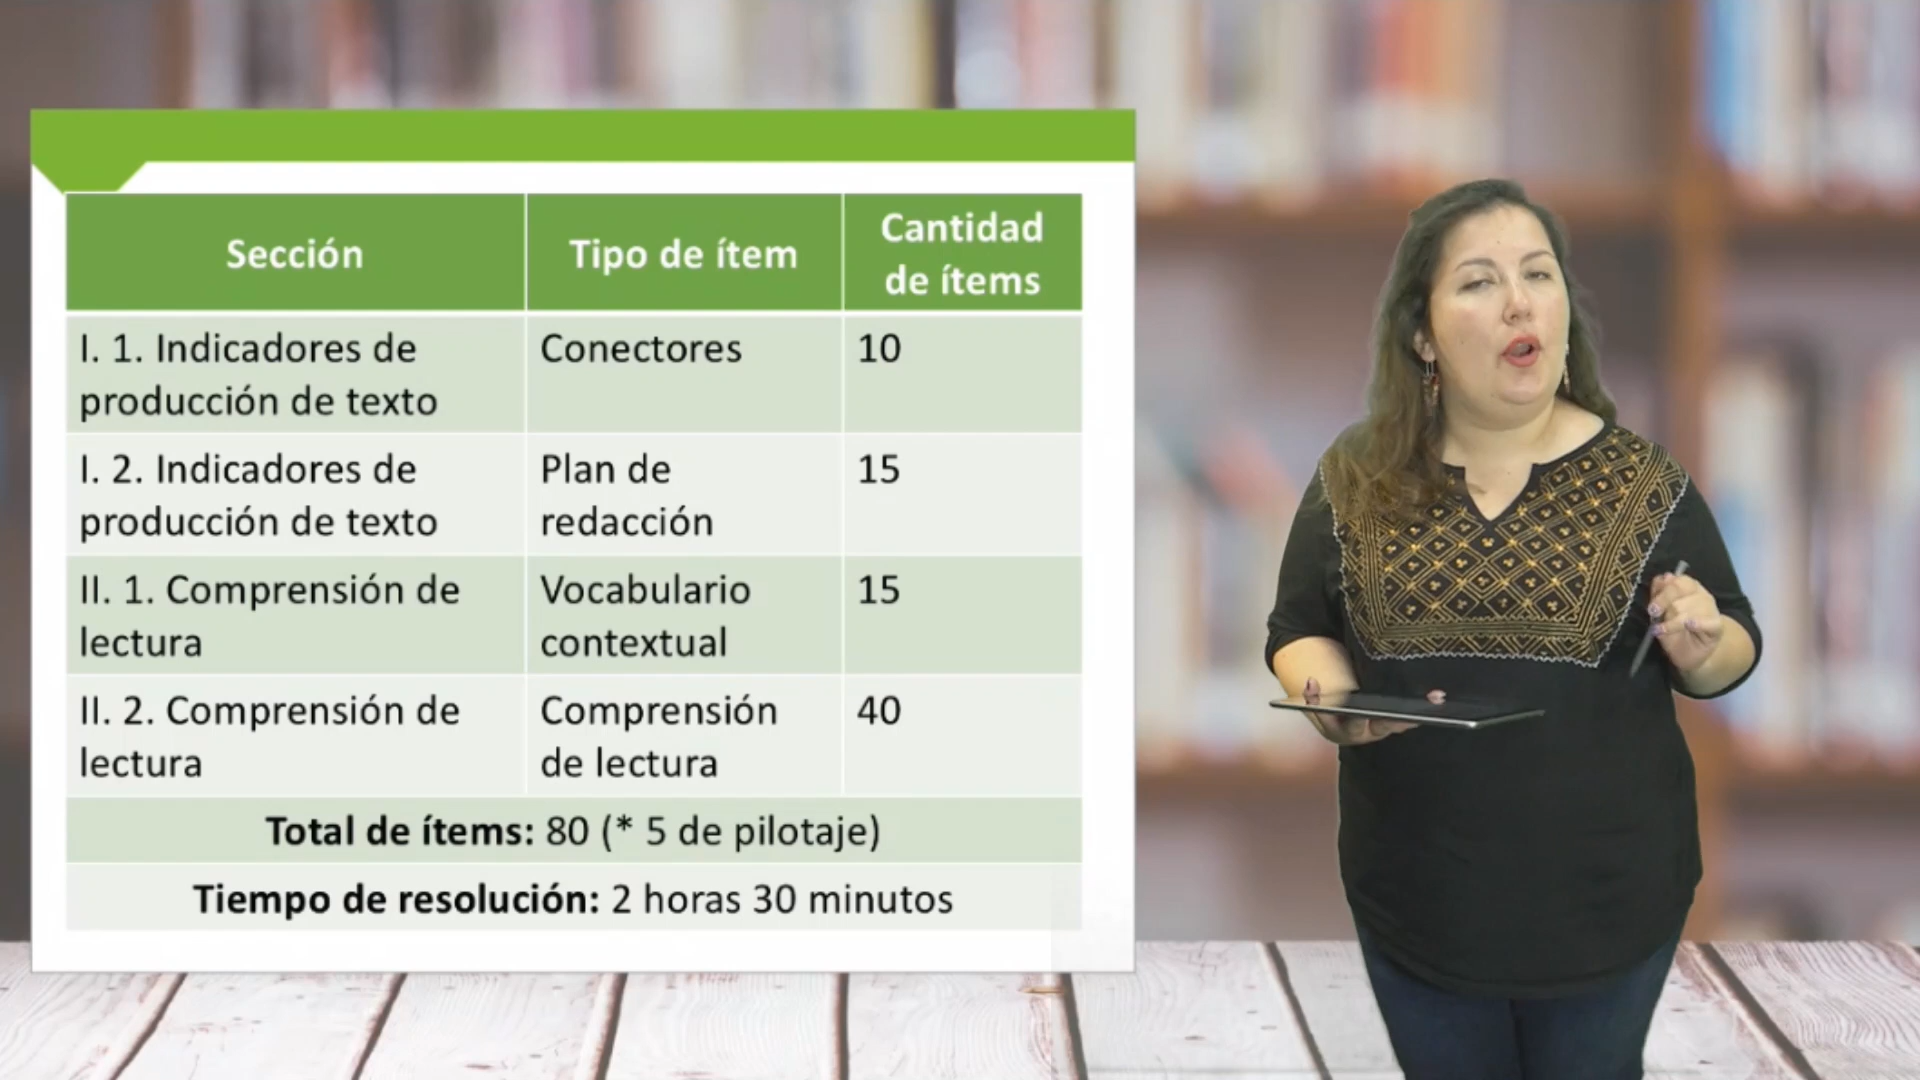 Sección
Tipo de ítem
Cantidad
de ítems
I. 1. Indicadores de
producción de texto
Conectores
10
I. 2. Indicadores de
producción de texto
Plan de
redacción
15
II. 1. Comprensión de
lectura
Vocabulario
contextual
15
II. 2. Comprensión de
lectura
Comprensión
de lectura
40
Total de ítems: 80 (* 5 de pilotaje)
Tiempo de resolución: 2 horas 30 minutos